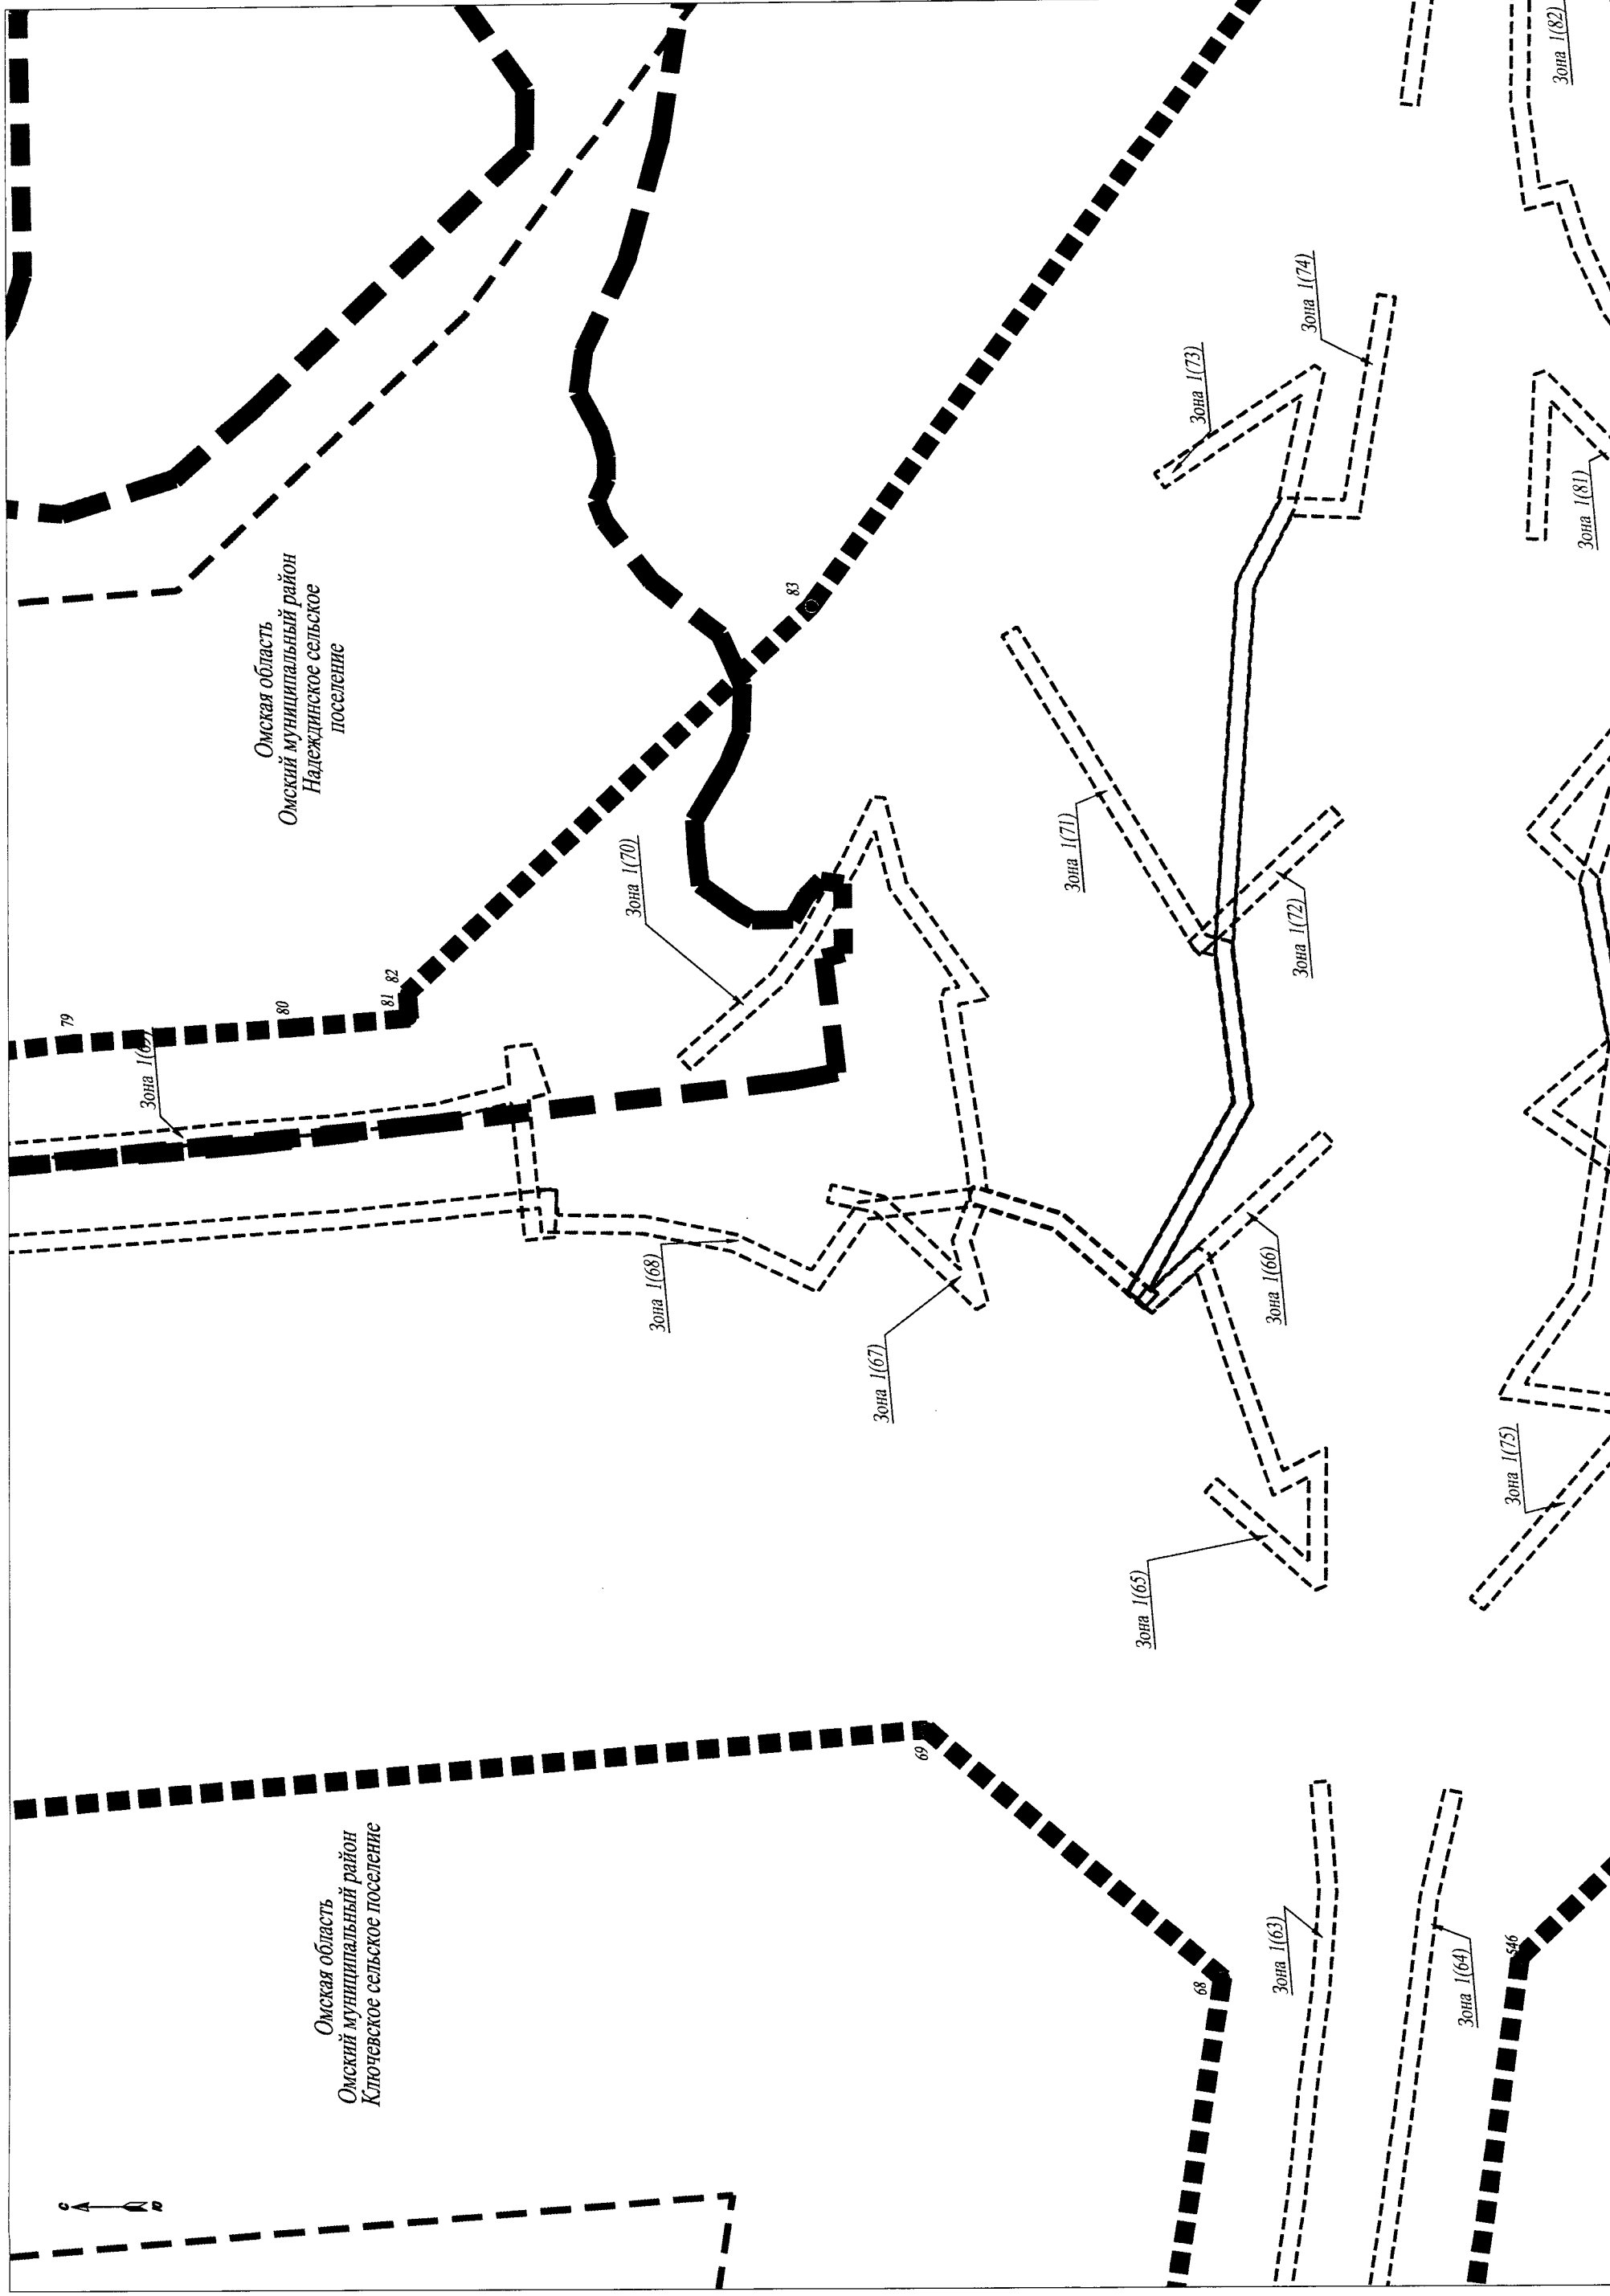 Омская область
Омский муниципальный район
Надеждинское сельское
поселение
Омская область
Омский муниципальный район
Ключевское сельское поселение
С
Ю
79
80
81
82
83
69
68
546
Зона 1(70)
Зона 1(68)
Зона 1(67)
Зона 1(71)
Зона 1(72)
Зона 1(73)
Зона 1(74)
Зона 1(66)
Зона 1(65)
Зона 1(63)
Зона 1(64)
Зона 1(75)
Зона 1(81)
Зона 1(82)
Зона